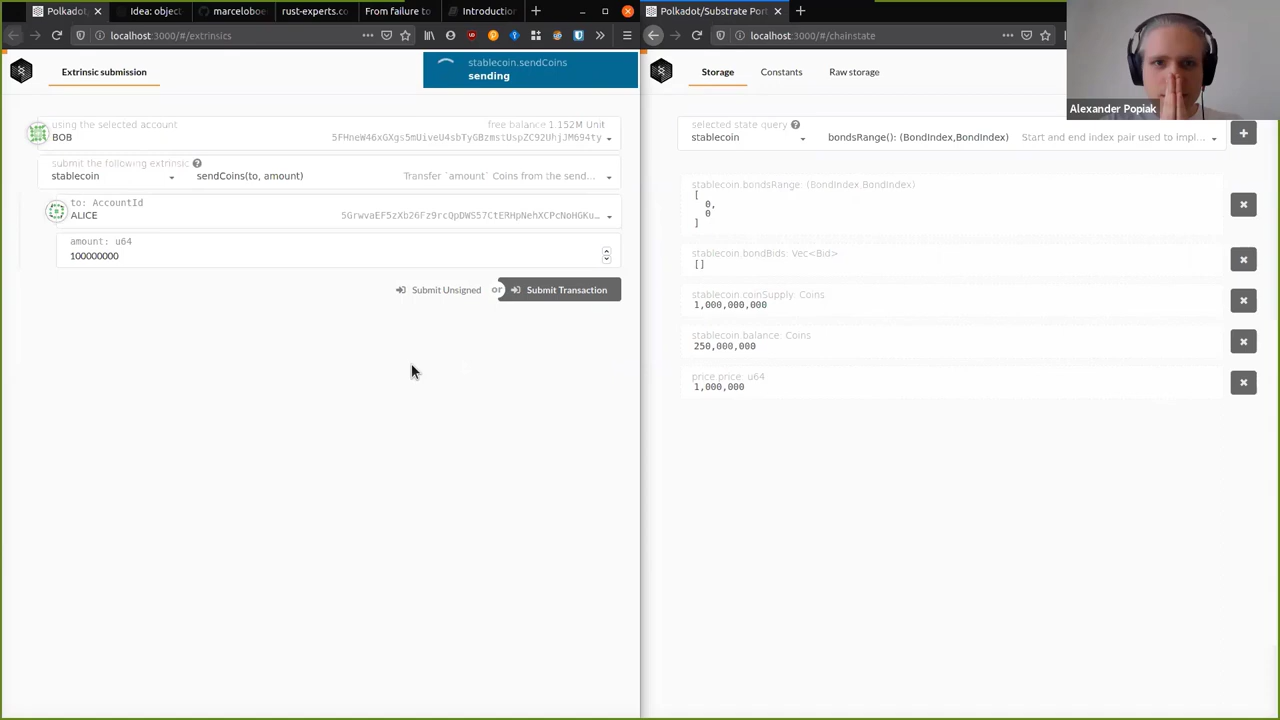 Polkadot,
Idea: object
marceloboe
rust-experts.co
From failure to
Introduction
localhost:3000/#/extrinsics
Extrinsic submission
stablecoin.sendCoins
sending
using the selected account
BOB
free balance 1.152M Unit
5FHneW46xGXgs5mUiveU4sbTyGBzmstUspZC92UhjJM694ty
submit the following extrinsic
stablecoin
sendCoins(to, amount)
Transfer `amount` Coins from the send...
to: AccountId
ALICE
5GrwvaEF5zXb26Fz9rcQpDWS57CtERHpNehXCPcNoHGKu...
amount: u64
100000000
Submit Unsigned
or
Submit Transaction
Polkadot/Substrate Port
localhost:3000/#/chainstate
Storage
Constants
Raw storage
selected state query
stablecoin
bondsRange(): (BondIndex,BondIndex)
Start and end index pair used to impl...
stablecoin.bondsRange: (BondIndex,BondIndex)
[
0,
0
]
stablecoin.bondBids: Vec<Bid>
[]
stablecoin.coinSupply: Coins
1,000,000,000
stablecoin.balance: Coins
250,000,000
price.price: u64
1,000,000
Alexander Popiak